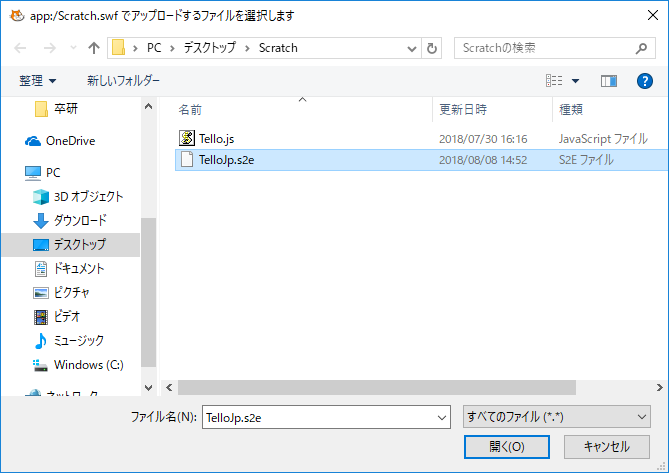 app:/Scratch.swf でアップロードするファイルを選択します
PC デスクトップ Scratch
Scratchの検索
整理 新しいフォルダー
名前 更新日時 種類
卒研
OneDrive
PC
3D オブジェクト
ダウンロード
デスクトップ
ドキュメント
ピクチャ
ビデオ
ミュージック
Windows (C:)
ネットワーク
Tello.js 2018/07/30 16:16 JavaScript ファイル
TelloJp.s2e 2018/08/08 14:52 S2E ファイル
ファイル名(N): TelloJp.s2e すべてのファイル (*.*)
開く(O) キャンセル